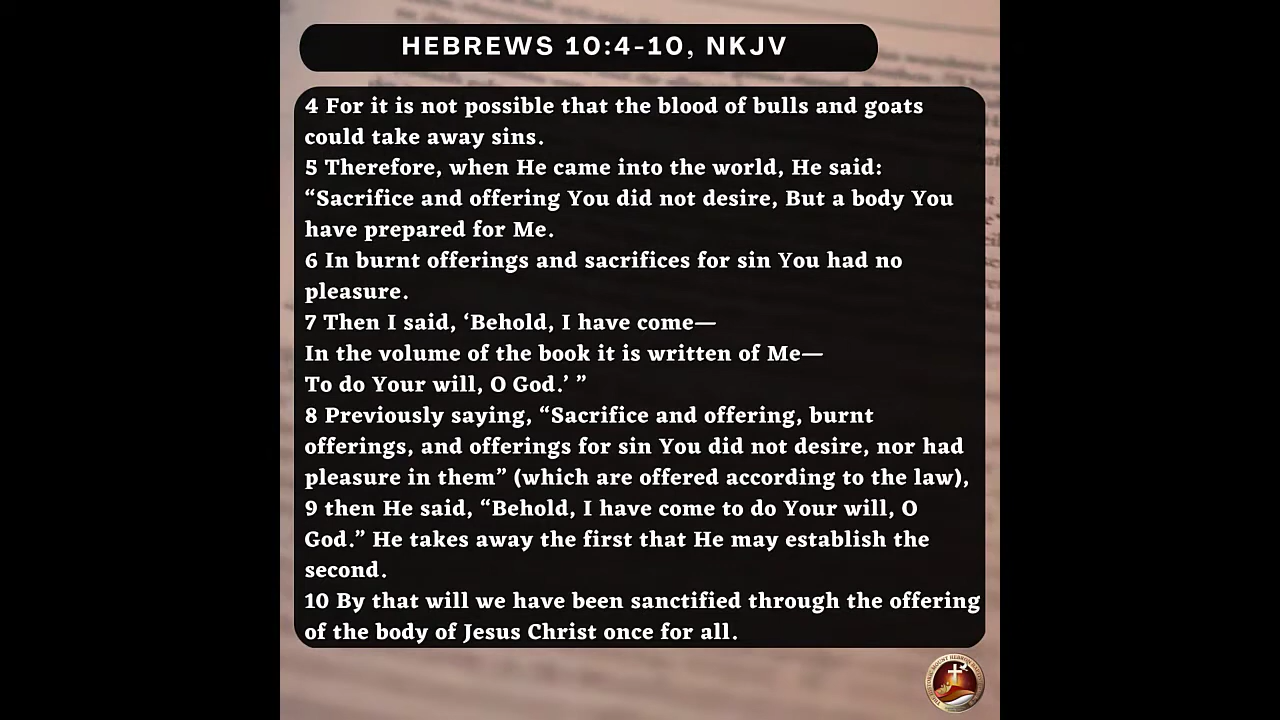 HEBREWS 10:4-10, NKJV
4 For it is not possible that the blood of bulls and goats
could take away sins.
5 Therefore, when He came into the world, He said:
“Sacrifice and offering You did not desire, But a body You
have prepared for Me.
6 In burnt offerings and sacrifices for sin You had no
pleasure.
7 Then I said, ‘Behold, I have come—
In the volume of the book it is written of Me—
To do Your will, O God.’ ”
8 Previously saying, “Sacrifice and offering, burnt
offerings, and offerings for sin You did not desire, nor had
pleasure in them” (which are offered according to the law),
9 then He said, “Behold, I have come to do Your will, O
God.” He takes away the first that He may establish the
second.
10 By that will we have been sanctified through the offering
of the body of Jesus Christ once for all.